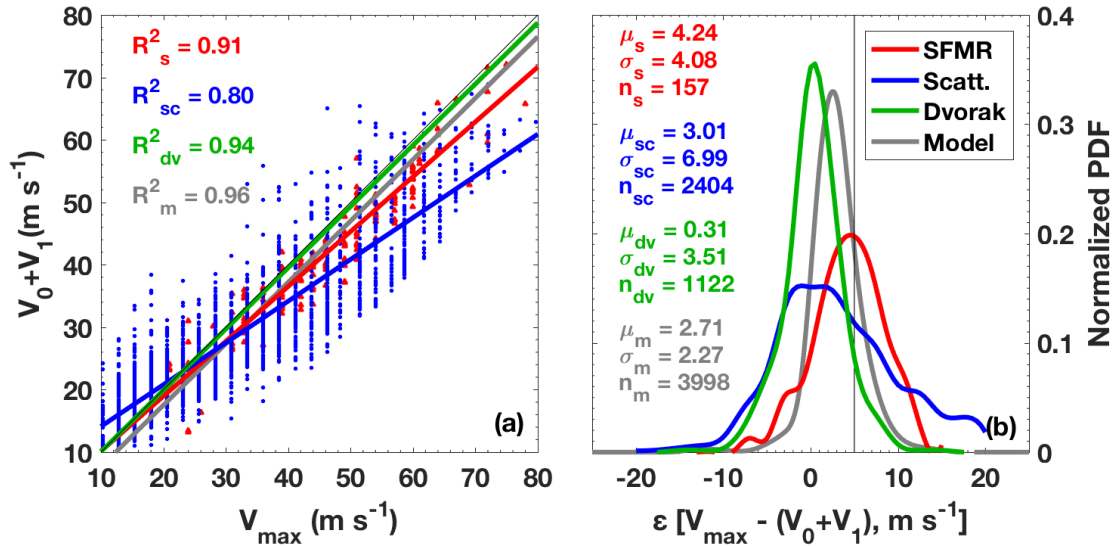 R²s = 0.91
R²sc = 0.80
R²dv = 0.94
R²m = 0.96
(a)
80
70
60
50
40
30
20
10
V0+V1(m s⁻¹)
10 20 30 40 50 60 70 80
Vmax (m s⁻¹)
μs = 4.24
σs = 4.08
ns = 157
μsc = 3.01
σsc = 6.99
nsc = 2404
μdv = 0.31
σdv = 3.51
ndv = 1122
μm = 2.71
σm = 2.27
nm = 3998
SFMR
Scatt.
Dvorak
Model
(b)
0.4
0.3
0.2
0.1
0
Normalized PDF
-20 -10 0 10 20
ε [Vmax - (V0+V1), m s⁻¹]